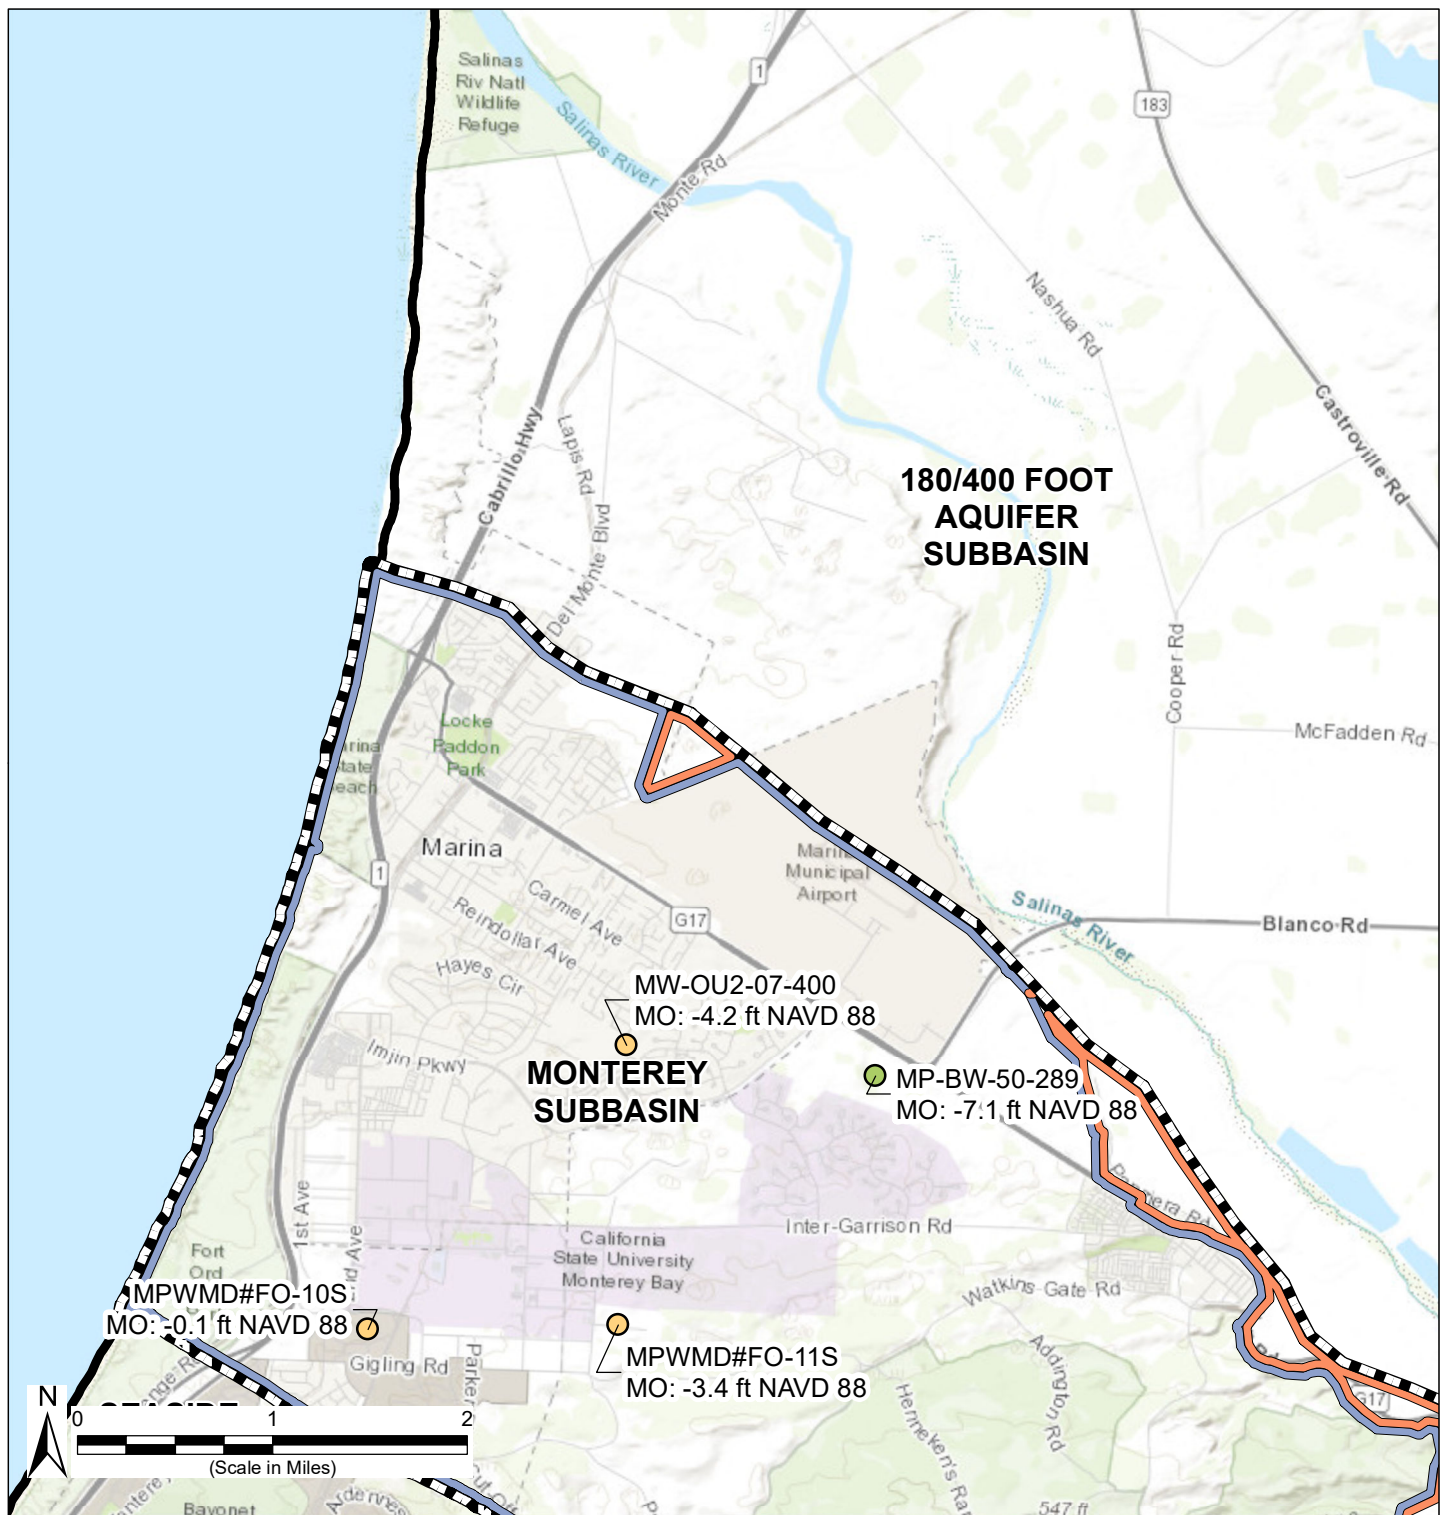 Salinas
Riv Natl
Wildlife
Refuge
Salinas River
1
Monte Rd
183
Nashua Rd
Castroville Rd
Cabrillo Hwy
Lapis Rd
Del Monte Blvd
180/400 FOOT
AQUIFER
SUBBASIN
Cooper Rd
McFadden Rd
Locke
Paddon
Park
Marina
Marina
Municipal
Airport
1
G17
Carmel Ave
Reindollar Ave
Hayes Cir
Salinas River
Blanco Rd
MW-OU2-07-400
MO: -4.2 ft NAVD 88
Imjin Pkwy
MONTEREY
SUBBASIN
MP-BW-50-289
MO: -7.1 ft NAVD 88
1st Ave
Inter-Garrison Rd
California
State University
Monterey Bay
Fort
Ord
Watkins Gate Rd
MPWMD#FO-10S
MO: -0.1 ft NAVD 88
Gigling Rd
MPWMD#FO-11S
MO: -3.4 ft NAVD 88
Addington Rd
G17
N
0 1 2
(Scale in Miles)
Bayonet
547 ft